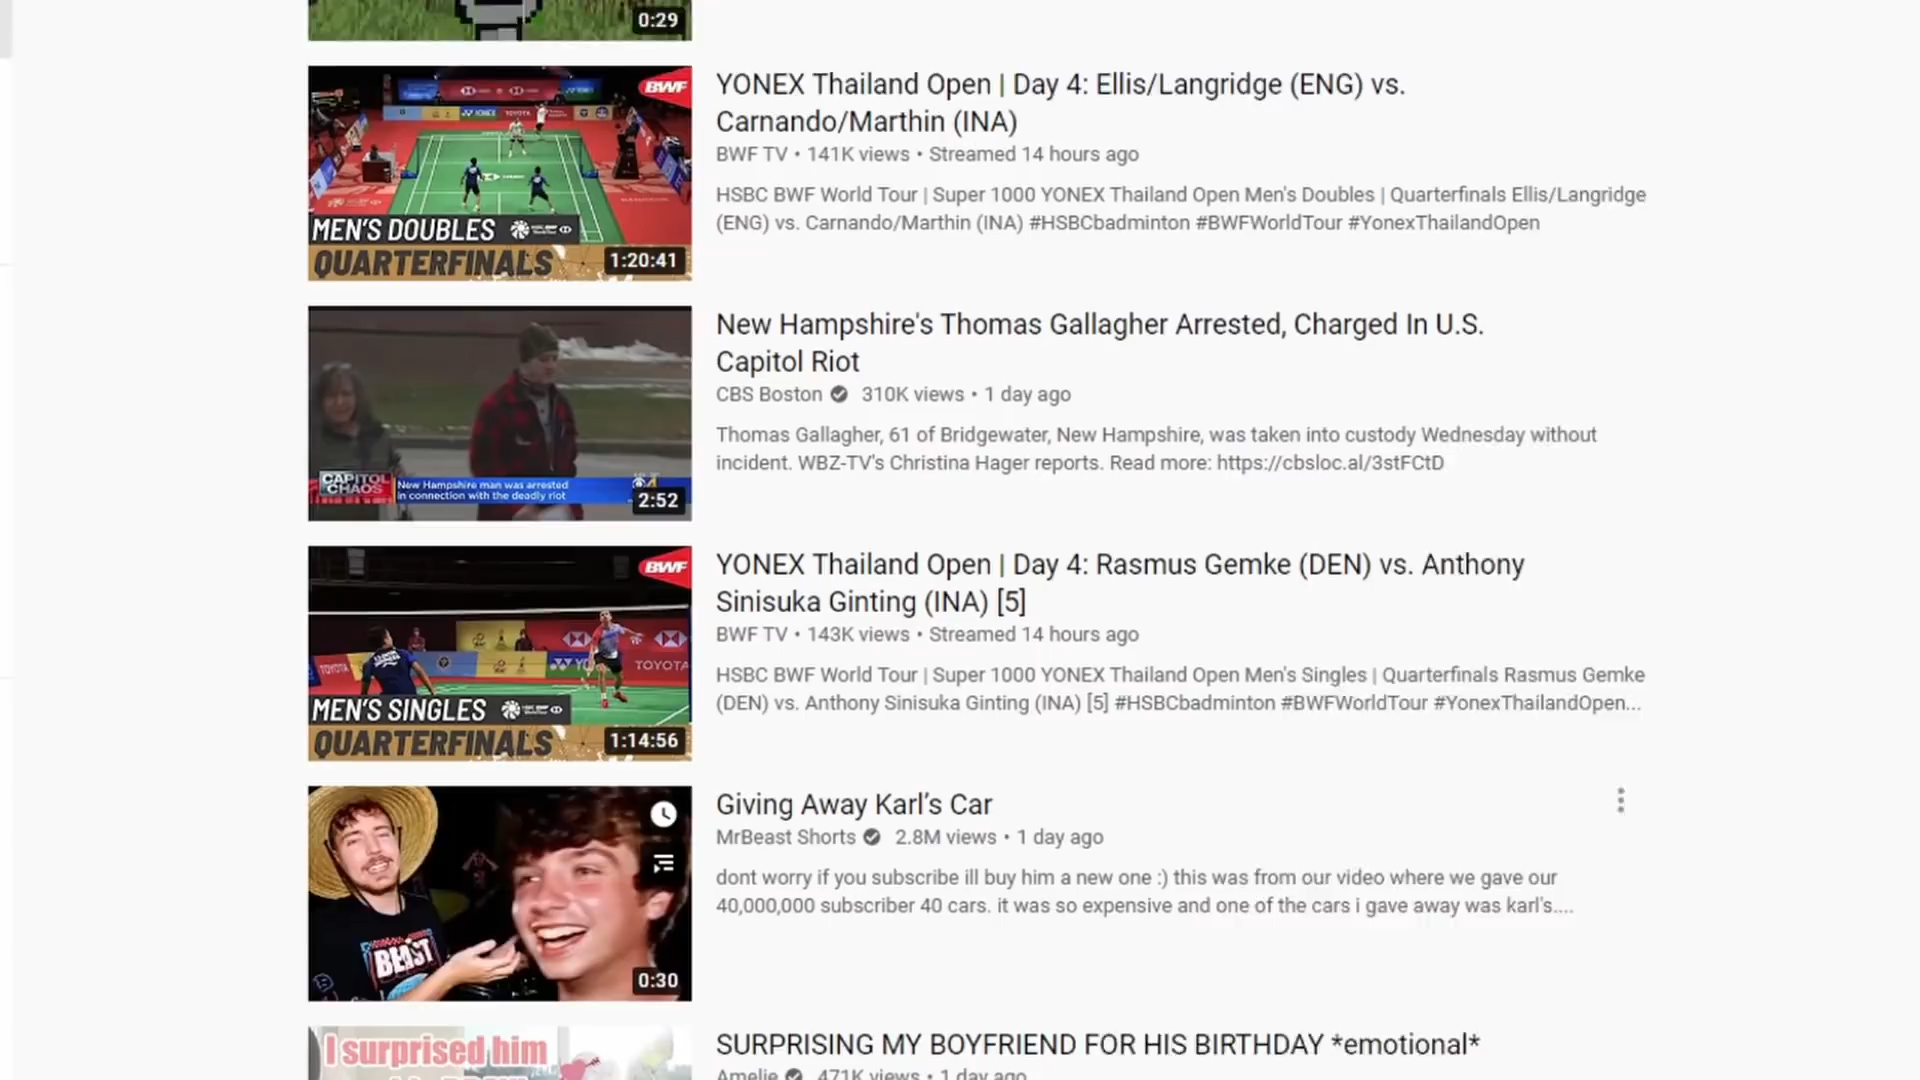 0:29
BWF
MEN'S DOUBLES
QUARTERFINALS
1:20:41
YONEX Thailand Open | Day 4: Ellis/Langridge (ENG) vs.
Carnando/Marthin (INA)
BWF TV • 141K views • Streamed 14 hours ago
HSBC BWF World Tour | Super 1000 YONEX Thailand Open Men's Doubles | Quarterfinals Ellis/Langridge
(ENG) vs. Carnando/Marthin (INA) #HSBCbadminton #BWFWorldTour #YonexThailandOpen
CAPITOL
CHAOS
New Hampshire man was arrested
in connection with the deadly riot
2:52
New Hampshire's Thomas Gallagher Arrested, Charged In U.S.
Capitol Riot
CBS Boston 310K views • 1 day ago
Thomas Gallagher, 61 of Bridgewater, New Hampshire, was taken into custody Wednesday without
incident. WBZ-TV's Christina Hager reports. Read more: https://cbsloc.al/3stFCtD
BWF
TOYOTA
TOYOTA
MEN'S SINGLES
QUARTERFINALS
1:14:56
YONEX Thailand Open | Day 4: Rasmus Gemke (DEN) vs. Anthony
Sinisuka Ginting (INA) [5]
BWF TV • 143K views • Streamed 14 hours ago
HSBC BWF World Tour | Super 1000 YONEX Thailand Open Men's Singles | Quarterfinals Rasmus Gemke
(DEN) vs. Anthony Sinisuka Ginting (INA) [5] #HSBCbadminton #BWFWorldTour #YonexThailandOpen...
BEAST
0:30
Giving Away Karl’s Car
MrBeast Shorts 2.8M views • 1 day ago
dont worry if you subscribe ill buy him a new one :) this was from our video where we gave our
40,000,000 subscriber 40 cars. it was so expensive and one of the cars i gave away was karl's....
I surprised him
SURPRISING MY BOYFRIEND FOR HIS BIRTHDAY *emotional*
Amelie 471K views • 1 day ago